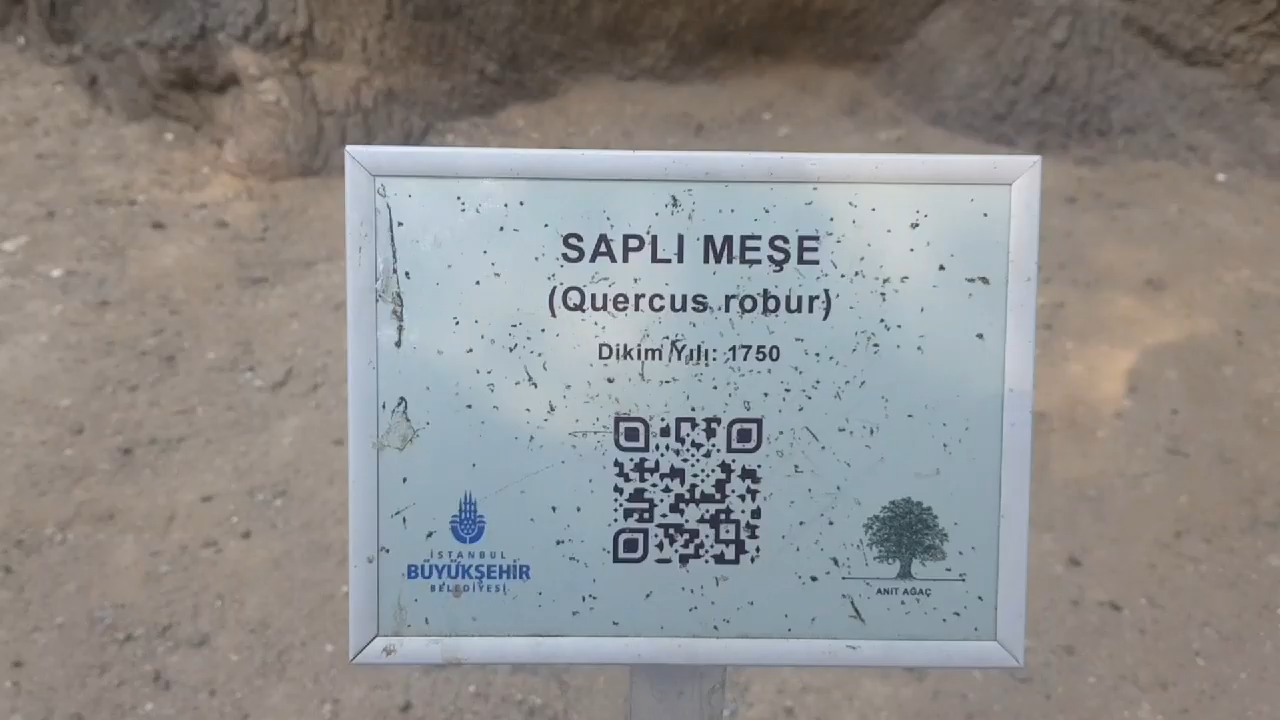 SAPLI MEŞE
(Quercus robur)
Dikim Yılı: 1750
İSTANBUL
BÜYÜKŞEHİR
BELEDİYESİ
ANIT AĞAÇ